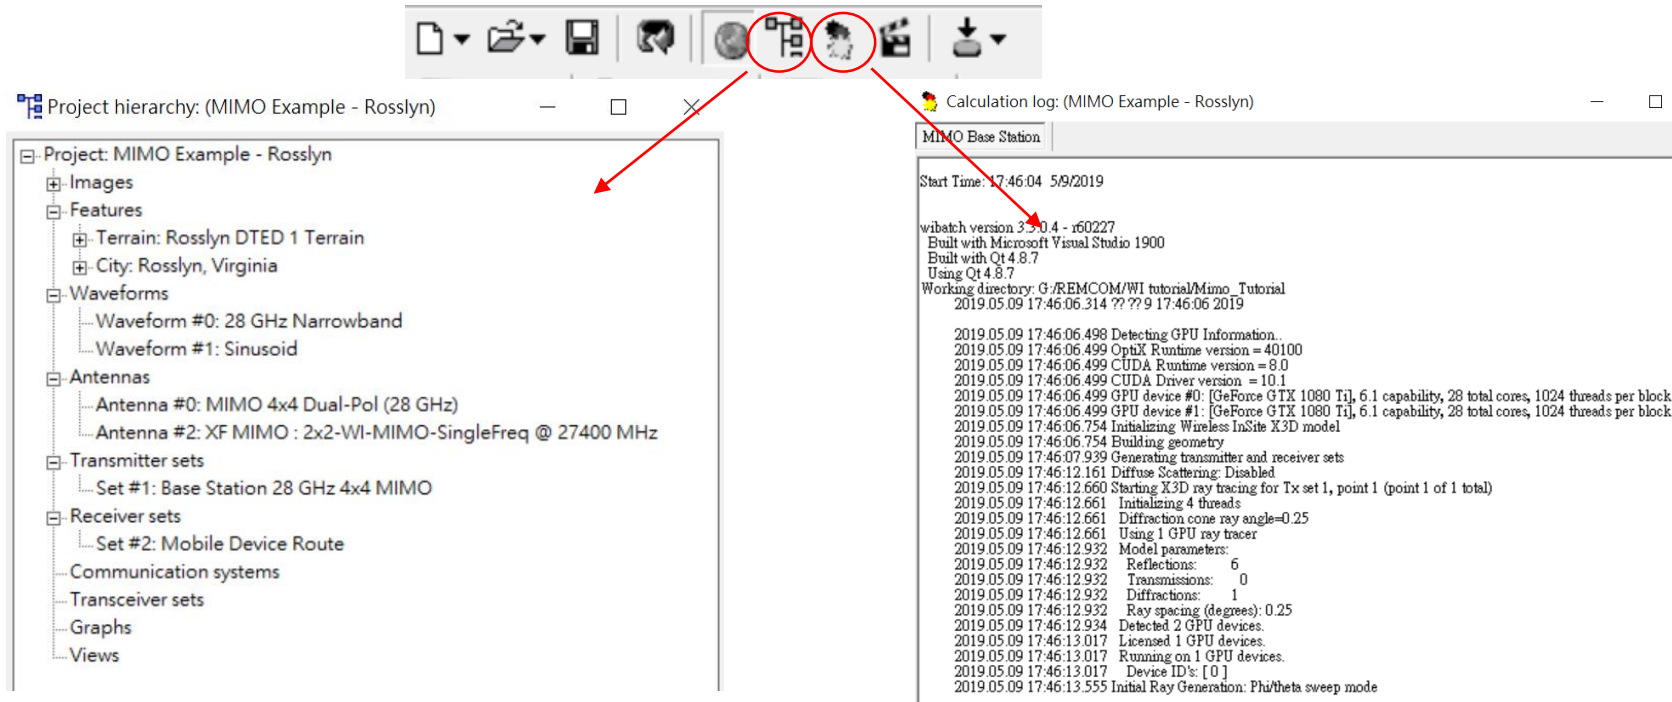 Project hierarchy: (MIMO Example - Rosslyn)
Project: MIMO Example - Rosslyn
Images
Features
Terrain: Rosslyn DTED 1 Terrain
City: Rosslyn, Virginia
Waveforms
Waveform #0: 28 GHz Narrowband
Waveform #1: Sinusoid
Antennas
Antenna #0: MIMO 4x4 Dual-Pol (28 GHz)
Antenna #2: XF MIMO : 2x2-WI-MIMO-SingleFreq @ 27400 MHz
Transmitter sets
Set #1: Base Station 28 GHz 4x4 MIMO
Receiver sets
Set #2: Mobile Device Route
Communication systems
Transceiver sets
Graphs
Views
Calculation log: (MIMO Example - Rosslyn)
MIMO Base Station
Start Time: 17:46:04 5/9/2019
wibatch version 3.3.0.4 - r60227
Built with Microsoft Visual Studio 1900
Built with Qt 4.8.7
Using Qt 4.8.7
Working directory: G:/REMCOM/WI tutorial/Mimo_Tutorial
2019.05.09 17:46:06.314 ?? ?? 9 17:46:06 2019
2019.05.09 17:46:06.498 Detecting GPU Information..
2019.05.09 17:46:06.499 OptiX Runtime version = 40100
2019.05.09 17:46:06.499 CUDA Runtime version = 8.0
2019.05.09 17:46:06.499 CUDA Driver version = 10.1
2019.05.09 17:46:06.499 GPU device #0: [GeForce GTX 1080 Ti], 6.1 capability, 28 total cores, 1024 threads per block
2019.05.09 17:46:06.499 GPU device #1: [GeForce GTX 1080 Ti], 6.1 capability, 28 total cores, 1024 threads per block
2019.05.09 17:46:06.754 Initializing Wireless InSite X3D model
2019.05.09 17:46:06.754 Building geometry
2019.05.09 17:46:07.939 Generating transmitter and receiver sets
2019.05.09 17:46:12.161 Diffuse Scattering: Disabled
2019.05.09 17:46:12.660 Starting X3D ray tracing for Tx set 1, point 1 (point 1 of 1 total)
2019.05.09 17:46:12.661 Initializing 4 threads
2019.05.09 17:46:12.661 Diffraction cone ray angle=0.25
2019.05.09 17:46:12.661 Using 1 GPU ray tracer
2019.05.09 17:46:12.932 Model parameters:
2019.05.09 17:46:12.932 Reflections: 6
2019.05.09 17:46:12.932 Transmissions: 0
2019.05.09 17:46:12.932 Diffractions: 1
2019.05.09 17:46:12.932 Ray spacing (degrees): 0.25
2019.05.09 17:46:12.934 Detected 2 GPU devices.
2019.05.09 17:46:13.017 Licensed 1 GPU devices.
2019.05.09 17:46:13.017 Running on 1 GPU devices.
2019.05.09 17:46:13.017 Device ID's: [ 0 ]
2019.05.09 17:46:13.555 Initial Ray Generation: Phi/theta sweep mode